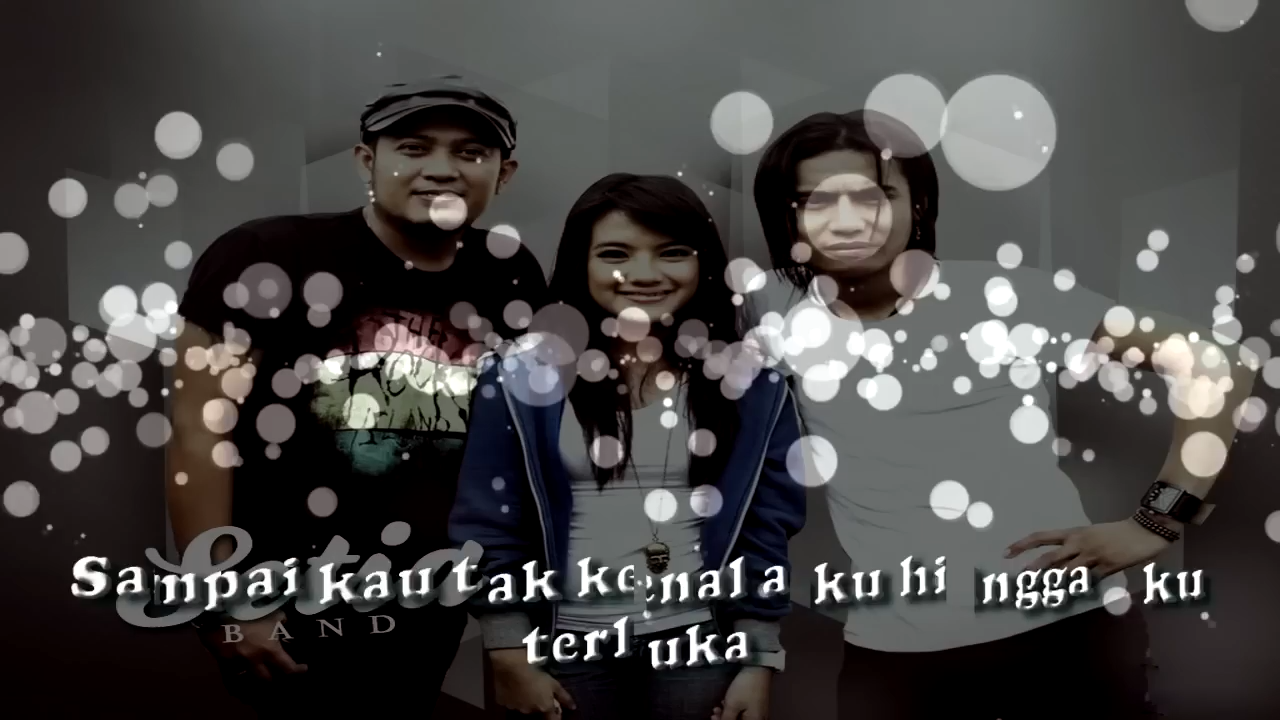 Setia
BAND
Sampai kau tak kenal aku hingga ku
terluka